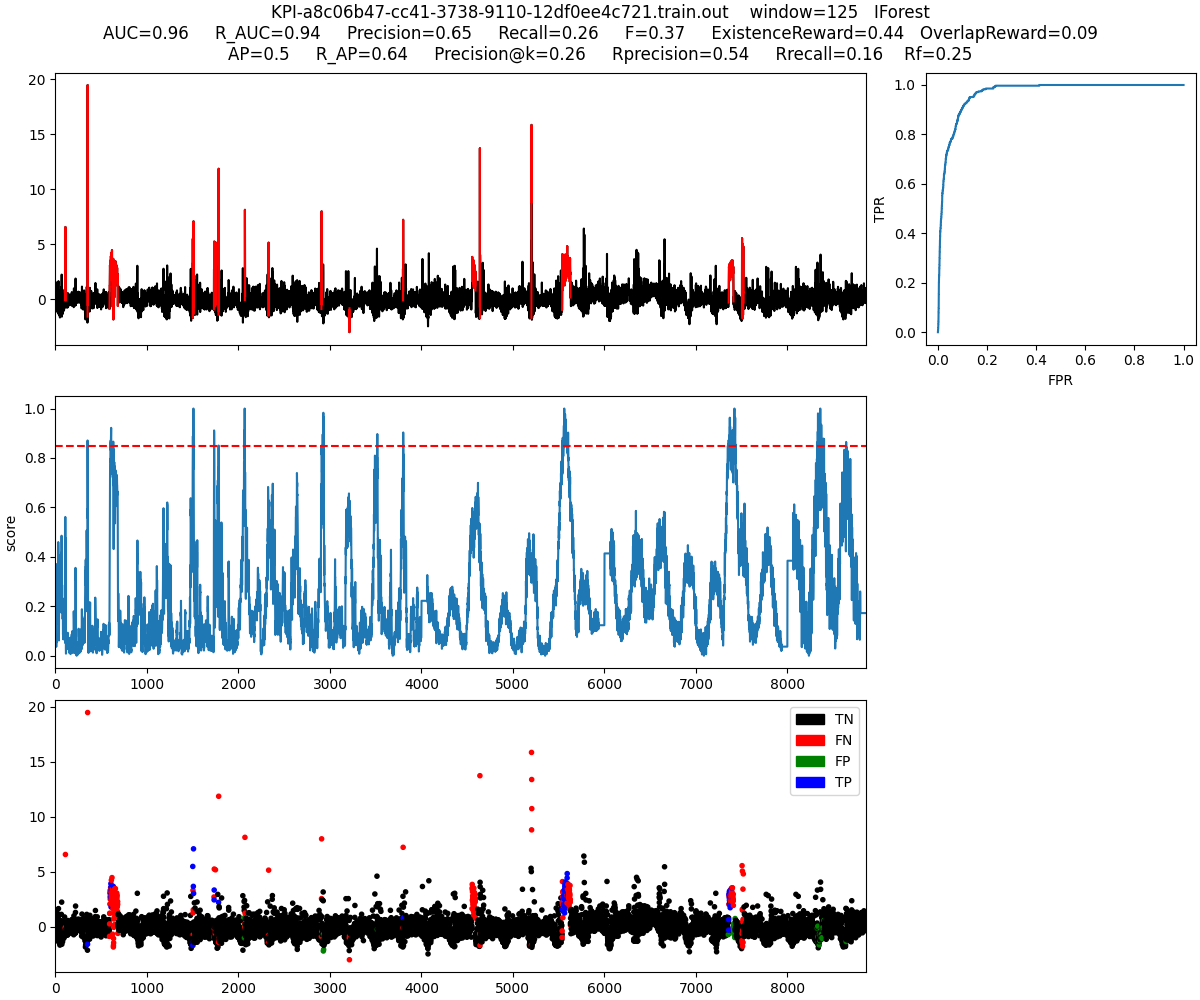 KPI-a8c06b47-cc41-3738-9110-12df0ee4c721.train.out window=125 IForest
AUC=0.96 R_AUC=0.94 Precision=0.65 Recall=0.26 F=0.37 ExistenceReward=0.44 OverlapReward=0.09
AP=0.5 R_AP=0.64 Precision@k=0.26 Rprecision=0.54 Rrecall=0.16 Rf=0.25
20
15
10
5
0
1.0
0.8
0.6
0.4
0.2
0.0
TPR
0.0 0.2 0.4 0.6 0.8 1.0
FPR
1.0
0.8
0.6
0.4
0.2
0.0
score
0 1000 2000 3000 4000 5000 6000 7000 8000
20
15
10
5
0
TN
FN
FP
TP
0 1000 2000 3000 4000 5000 6000 7000 8000